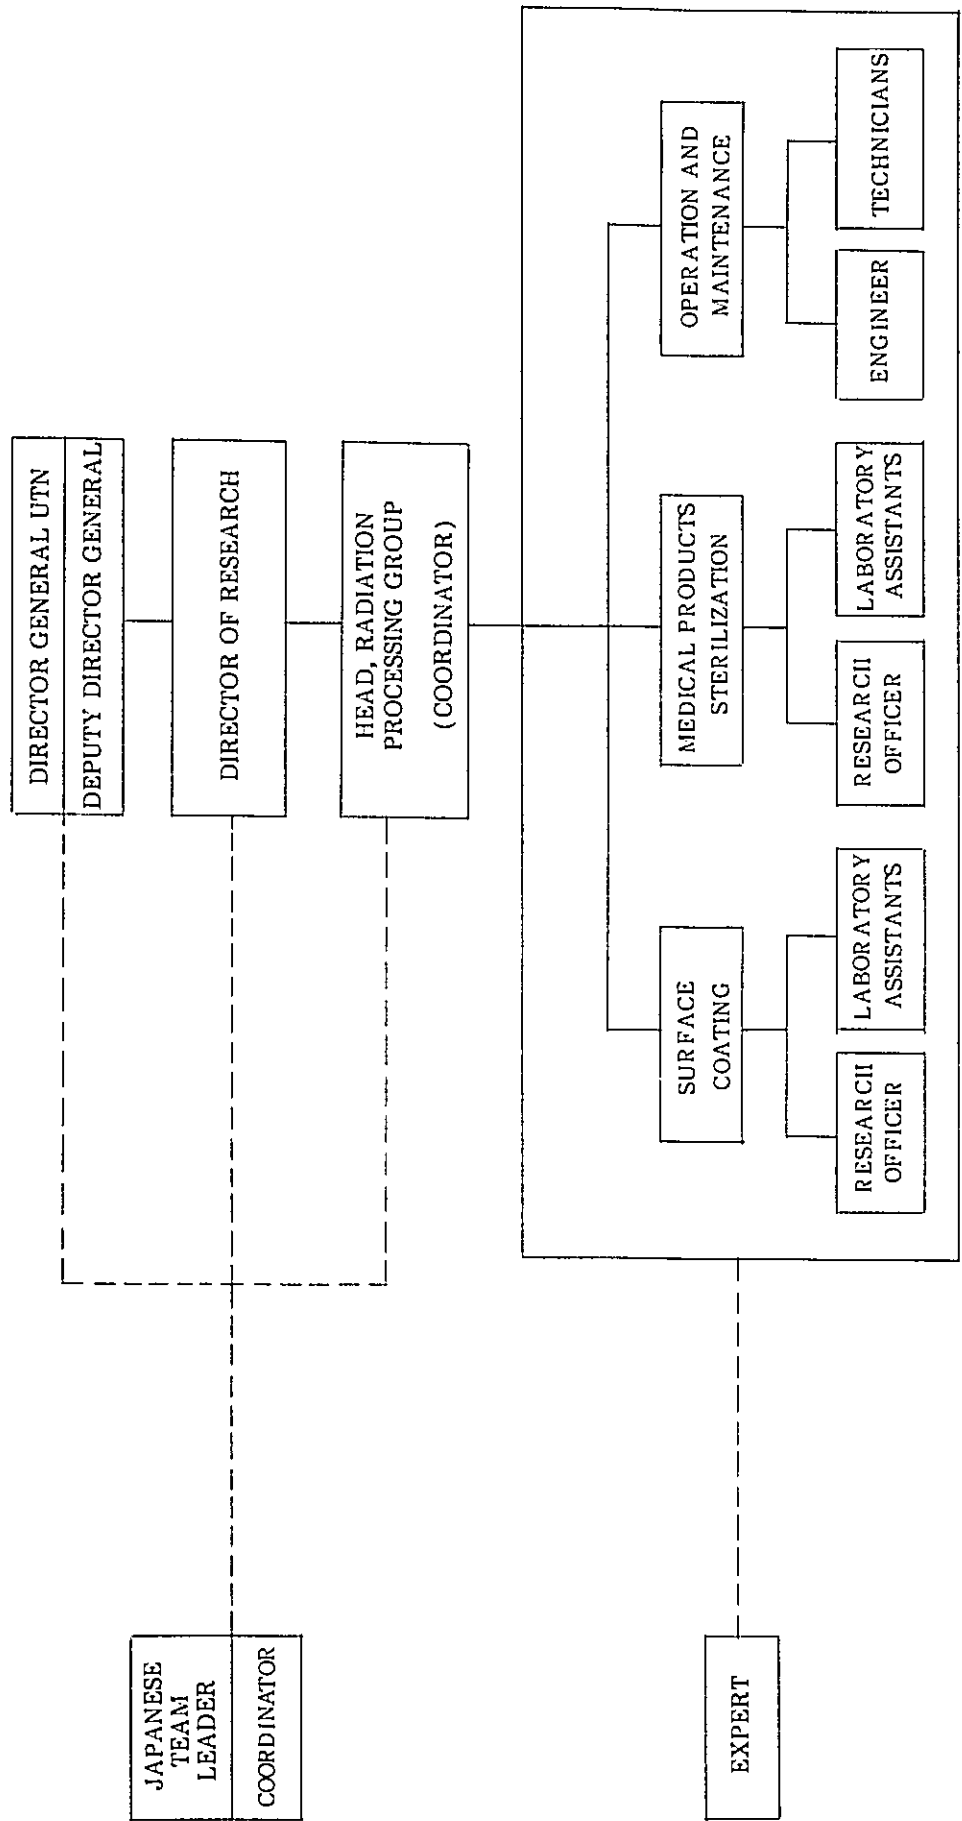 DIRECTOR GENERAL UTN
DEPUTY DIRECTOR GENERAL
JAPANESE
TEAM
LEADER
COORDINATOR
DIRECTOR OF RESEARCH
HEAD, RADIATION
PROCESSING GROUP
(COORDINATOR)
EXPERT
SURFACE
COATING
MEDICAL PRODUCTS
STERILIZATION
OPERATION AND
MAINTENANCE
RESEARCH
OFFICER
LABORATORY
ASSISTANTS
RESEARCH
OFFICER
LABORATORY
ASSISTANTS
ENGINEER
TECHNICIANS